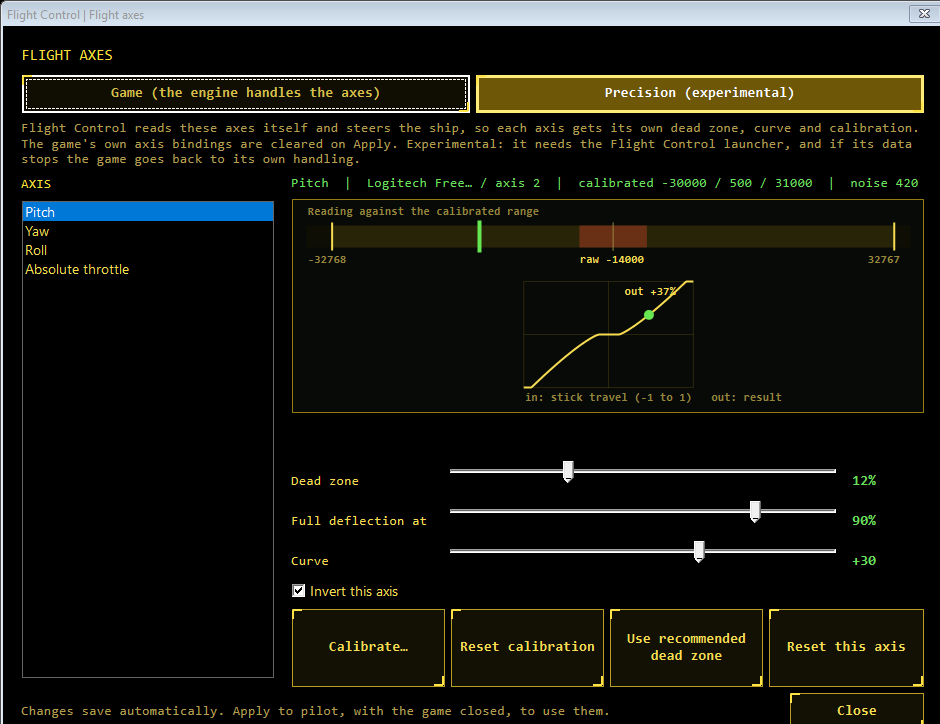 Flight Control | Flight axes
FLIGHT AXES
Game (the engine handles the axes)
Precision (experimental)
Flight Control reads these axes itself and steers the ship, so each axis gets its own dead zone, curve and calibration.
The game's own axis bindings are cleared on Apply. Experimental: it needs the Flight Control launcher, and if its data
stops the game goes back to its own handling.
AXIS
Pitch | Logitech Free… / axis 2 | calibrated -30000 / 500 / 31000 | noise 420
Pitch
Yaw
Roll
Absolute throttle
Reading against the calibrated range
-32768
raw -14000
32767
out +37%
in: stick travel (-1 to 1) out: result
Dead zone
12%
Full deflection at
90%
Curve
+30
Invert this axis
Calibrate…
Reset calibration
Use recommended
dead zone
Reset this axis
Changes save automatically. Apply to pilot, with the game closed, to use them.
Close